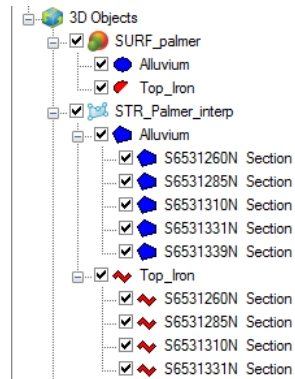 3D Objects
SURF_palmer
Alluvium
Top_Iron
STR_Palmer_interp
Alluvium
S6531260N Section
S6531285N Section
S6531310N Section
S6531331N Section
S6531339N Section
Top_Iron
S6531260N Section
S6531285N Section
S6531310N Section
S6531331N Section